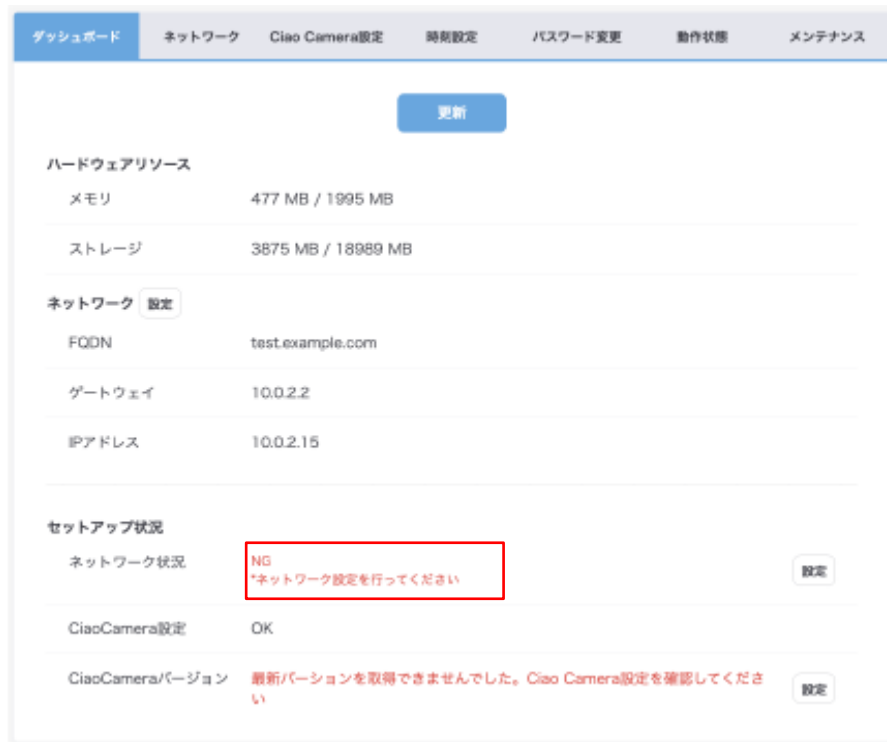 ダッシュボード ネットワーク Ciao Camera設定 時刻設定 パスワード変更 動作状態 メンテナンス
更新
ハードウェアリソース
メモリ 477 MB / 1995 MB
ストレージ 3875 MB / 18989 MB
ネットワーク 設定
FQDN test.example.com
ゲートウェイ 10.0.2.2
IPアドレス 10.0.2.15
セットアップ状況
ネットワーク状況 NG
*ネットワーク設定を行ってください
設定
CiaoCamera設定 OK
CiaoCameraバージョン 最新バーションを取得できませんでした。Ciao Camera設定を確認してくださ
い
設定